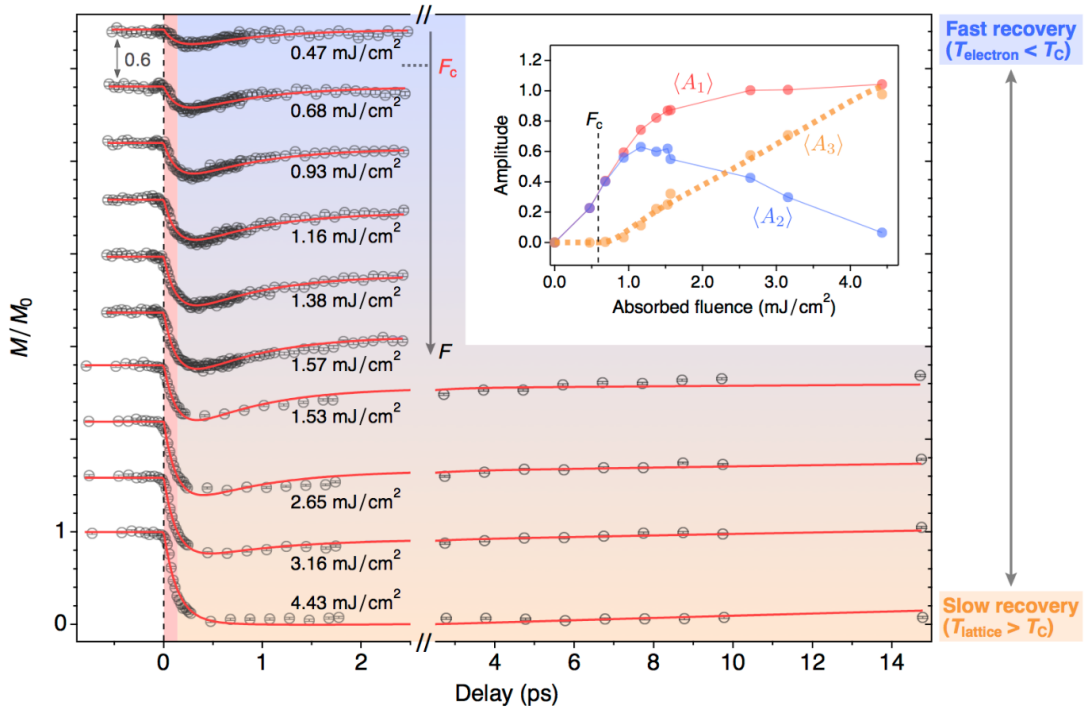 //
Fast recovery
(T_electron < T_C)
0.6
0.47 mJ/cm²
F_c
0.68 mJ/cm²
0.93 mJ/cm²
1.16 mJ/cm²
1.38 mJ/cm²
1.57 mJ/cm²
F
1.53 mJ/cm²
2.65 mJ/cm²
3.16 mJ/cm²
4.43 mJ/cm²
M/M₀
1
0
0 1 2 4 6 8 10 12 14
//
Delay (ps)
Amplitude
1.2
1.0
0.8
0.6
0.4
0.2
0.0
F_c
⟨A₁⟩
⟨A₃⟩
⟨A₂⟩
0.0 1.0 2.0 3.0 4.0
Absorbed fluence (mJ/cm²)
Slow recovery
(T_lattice > T_C)